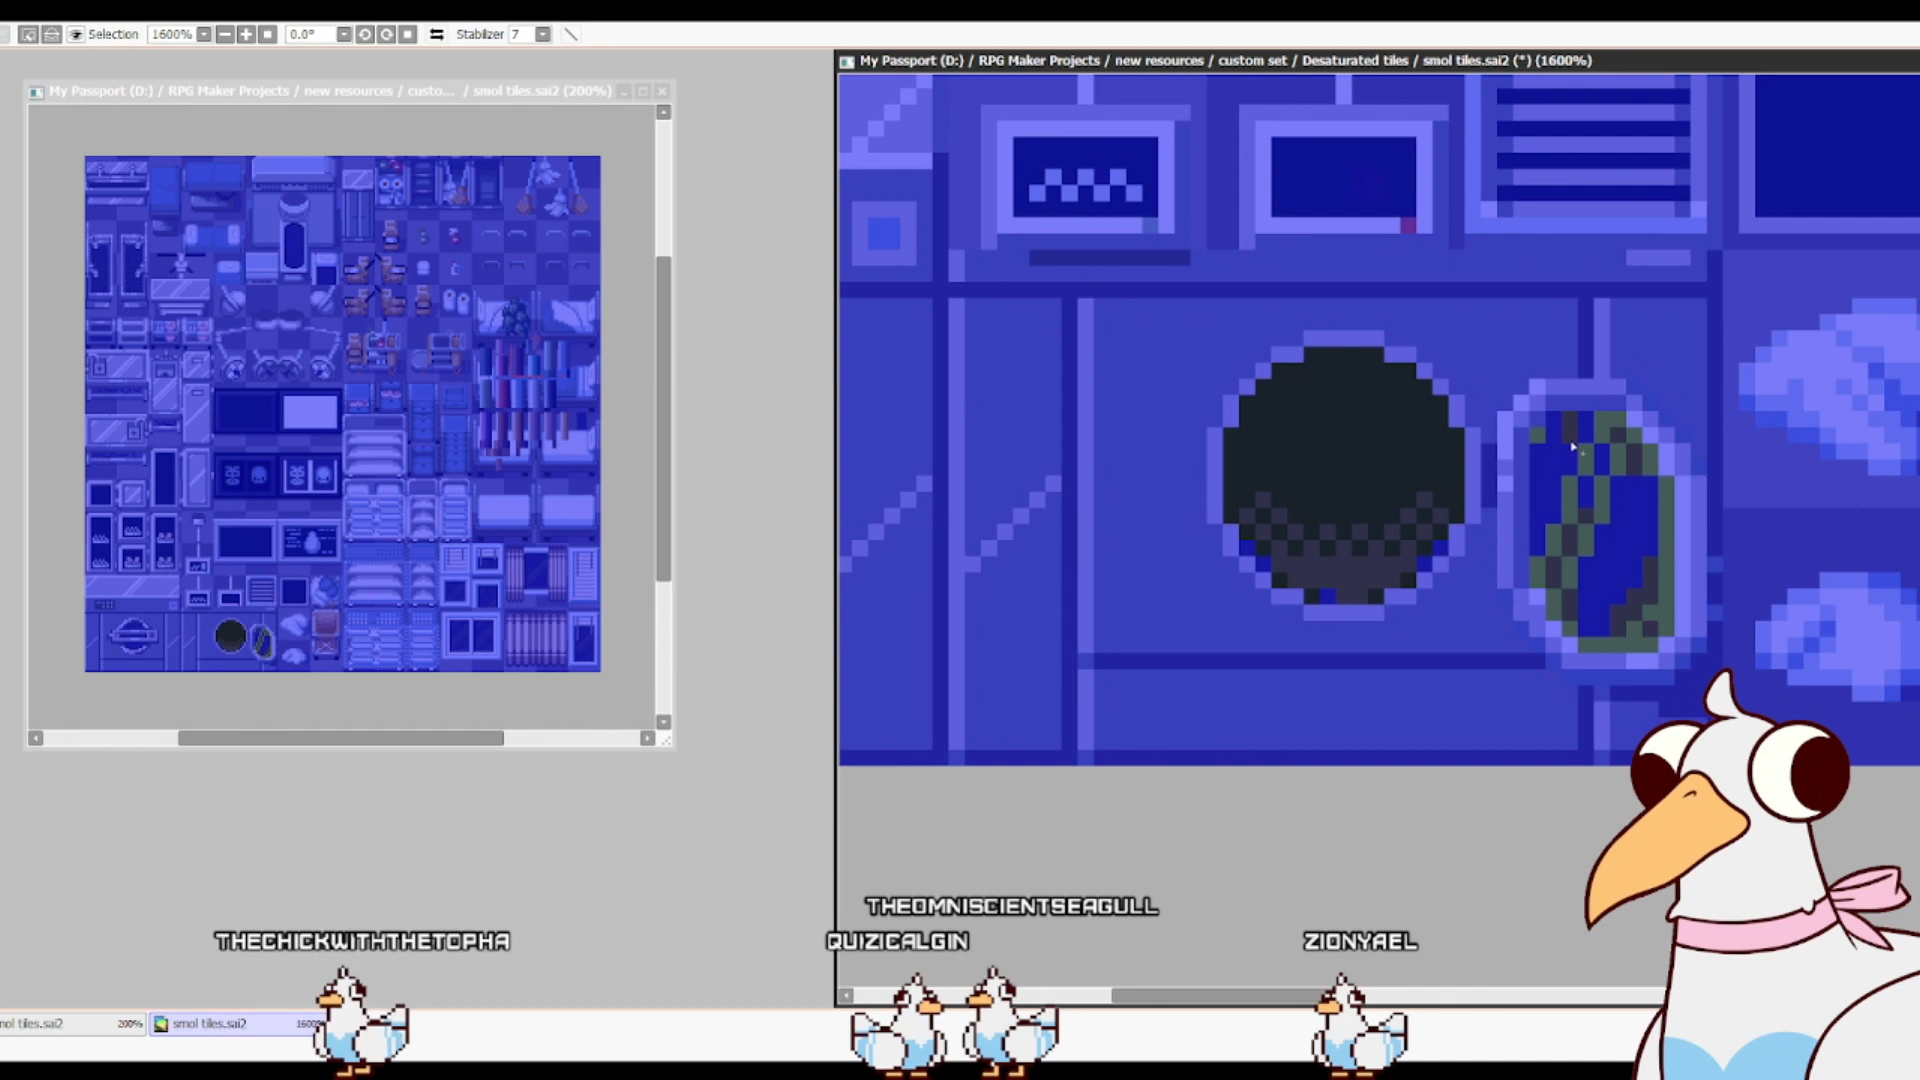 Selection 1600% 0.0° Stabilizer 7
My Passport (D:) / RPG Maker Projects / new resources / custom set / Desaturated tiles / smol tiles.sai2 (*) (1600%)
My Passport (D:) / RPG Maker Projects / new resources / custo... / smol tiles.sai2 (200%)
THEOMNISCIENTSEAGULL
THECHICKWITHTHETOPHA QUIZICALGIN ZIONYAEL
mol tiles.sai2 200% smol tiles.sai2 1600%